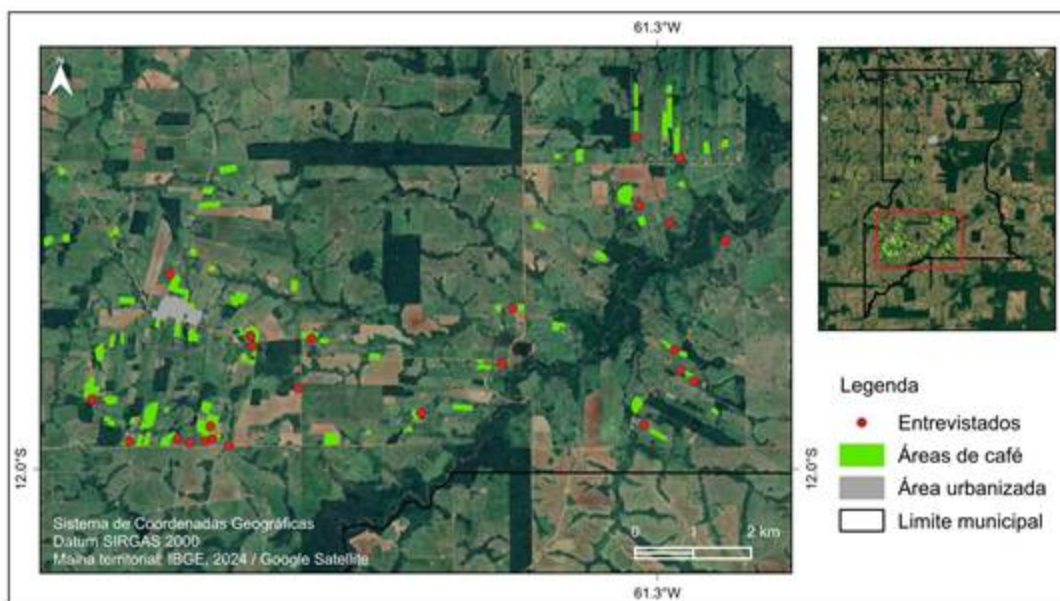 61.3°W
12.0°S
12.0°S
Sistema de Coordenadas Geográficas
Datum SIRGAS 2000
Malha territorial: IBGE, 2024 / Google Satellite
0 1 2 km
61.3°W
Legenda
Entrevistados
Áreas de café
Área urbanizada
Limite municipal